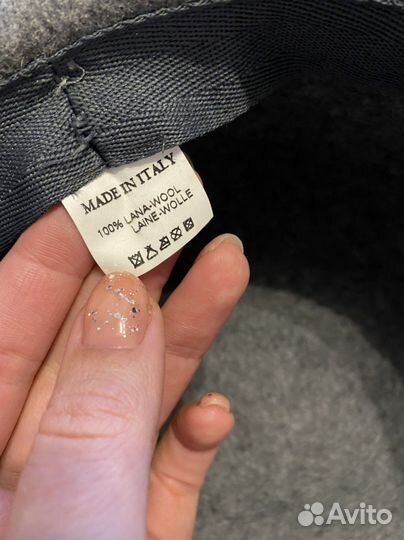 MADE IN ITALY
100% LANA-WOOL
LAINE-WOLLE
Avito